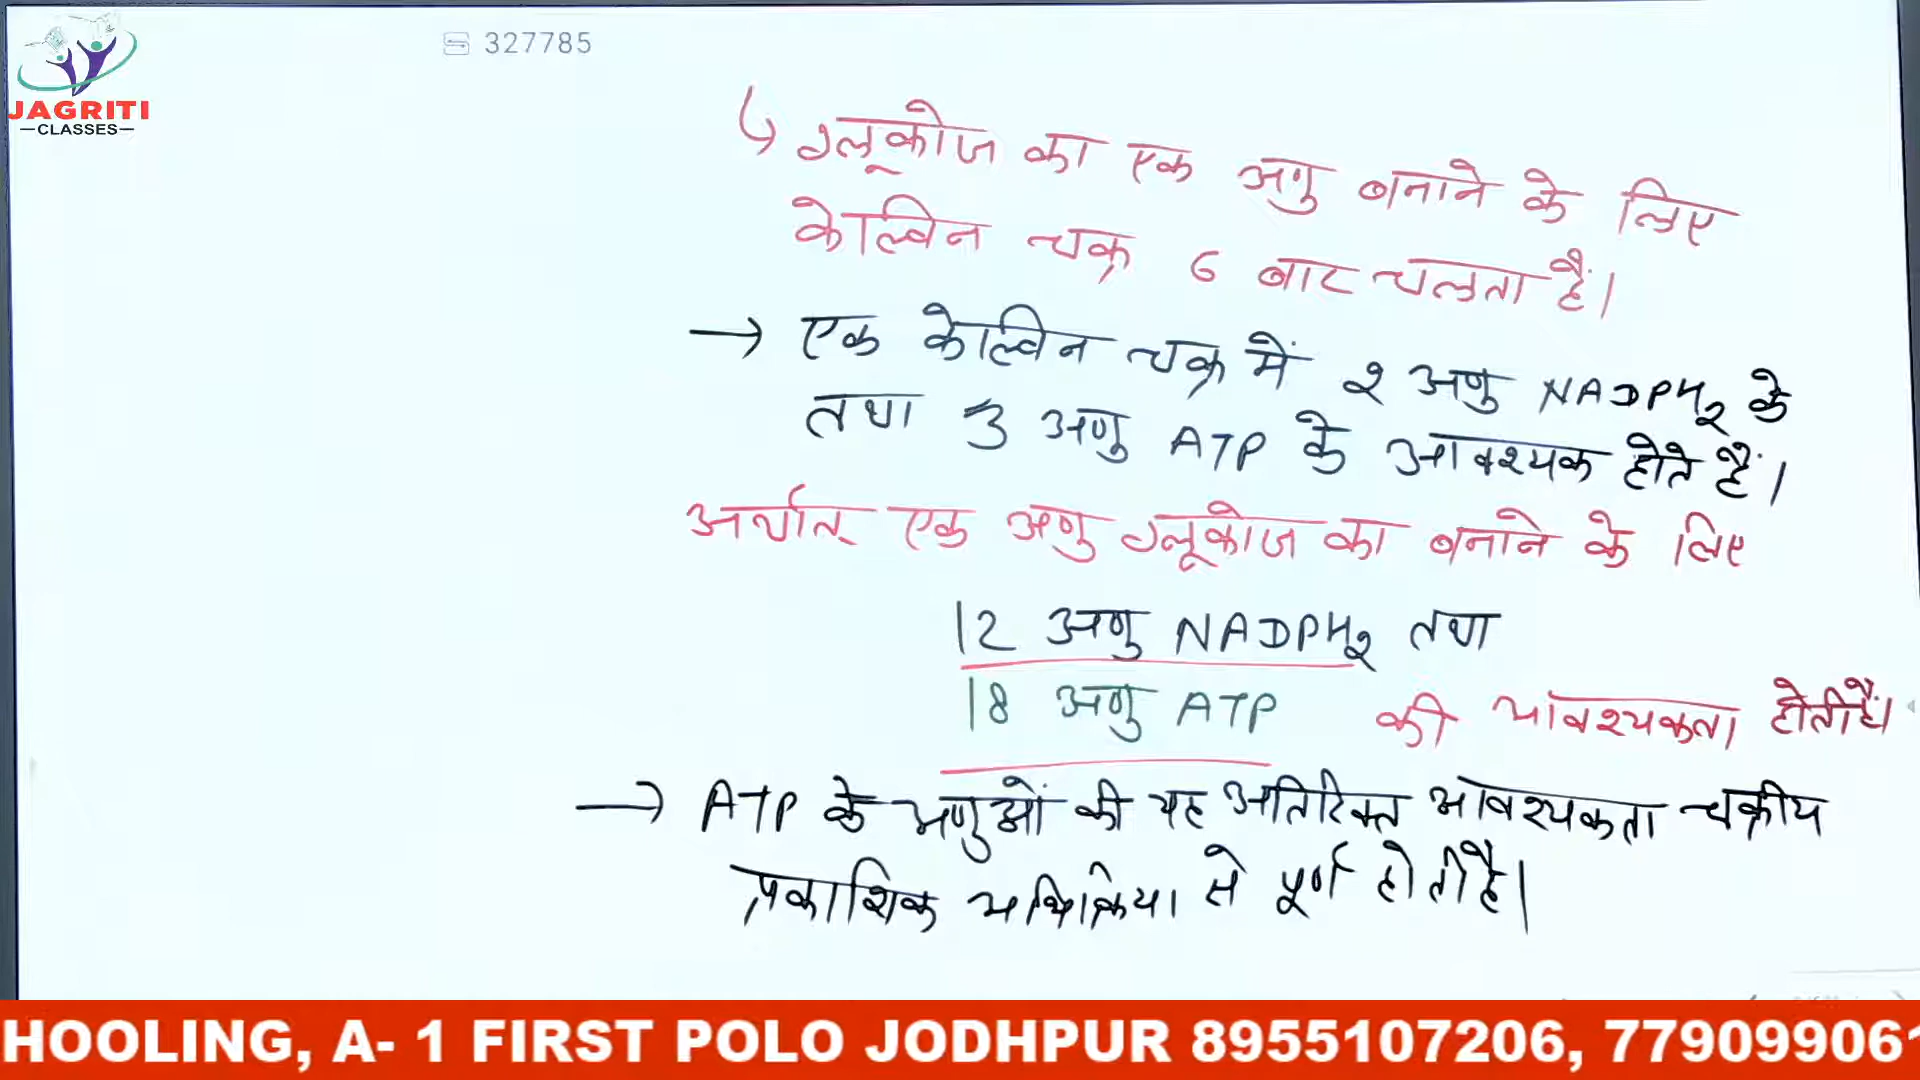 JAGRITI
CLASSES
327785
↳ ग्लूकोज का एक अणु बनाने के लिए
केल्विन चक्र 6 बार चलता है।
→ एक केल्विन चक्र में 2 अणु NADPH₂ के
तथा 3 अणु ATP के आवश्यक होते हैं।
अर्थात् एक अणु ग्लूकोज का बनाने के लिए
12 अणु NADPH₂ तथा
18 अणु ATP की आवश्यकता होती है।
→ ATP के अणुओं की यह अतिरिक्त आवश्यकता चक्रीय
प्रकाशिक अभिक्रिया से पूर्ण होती है।
HOOLING, A- 1 FIRST POLO JODHPUR 8955107206, 779099061